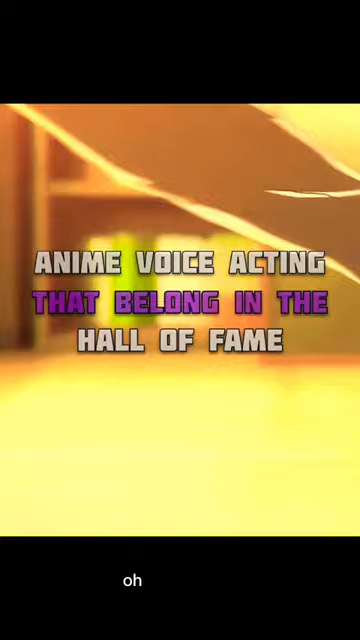 ANIME VOICE ACTING
THAT BELONG IN THE
HALL OF FAME
oh